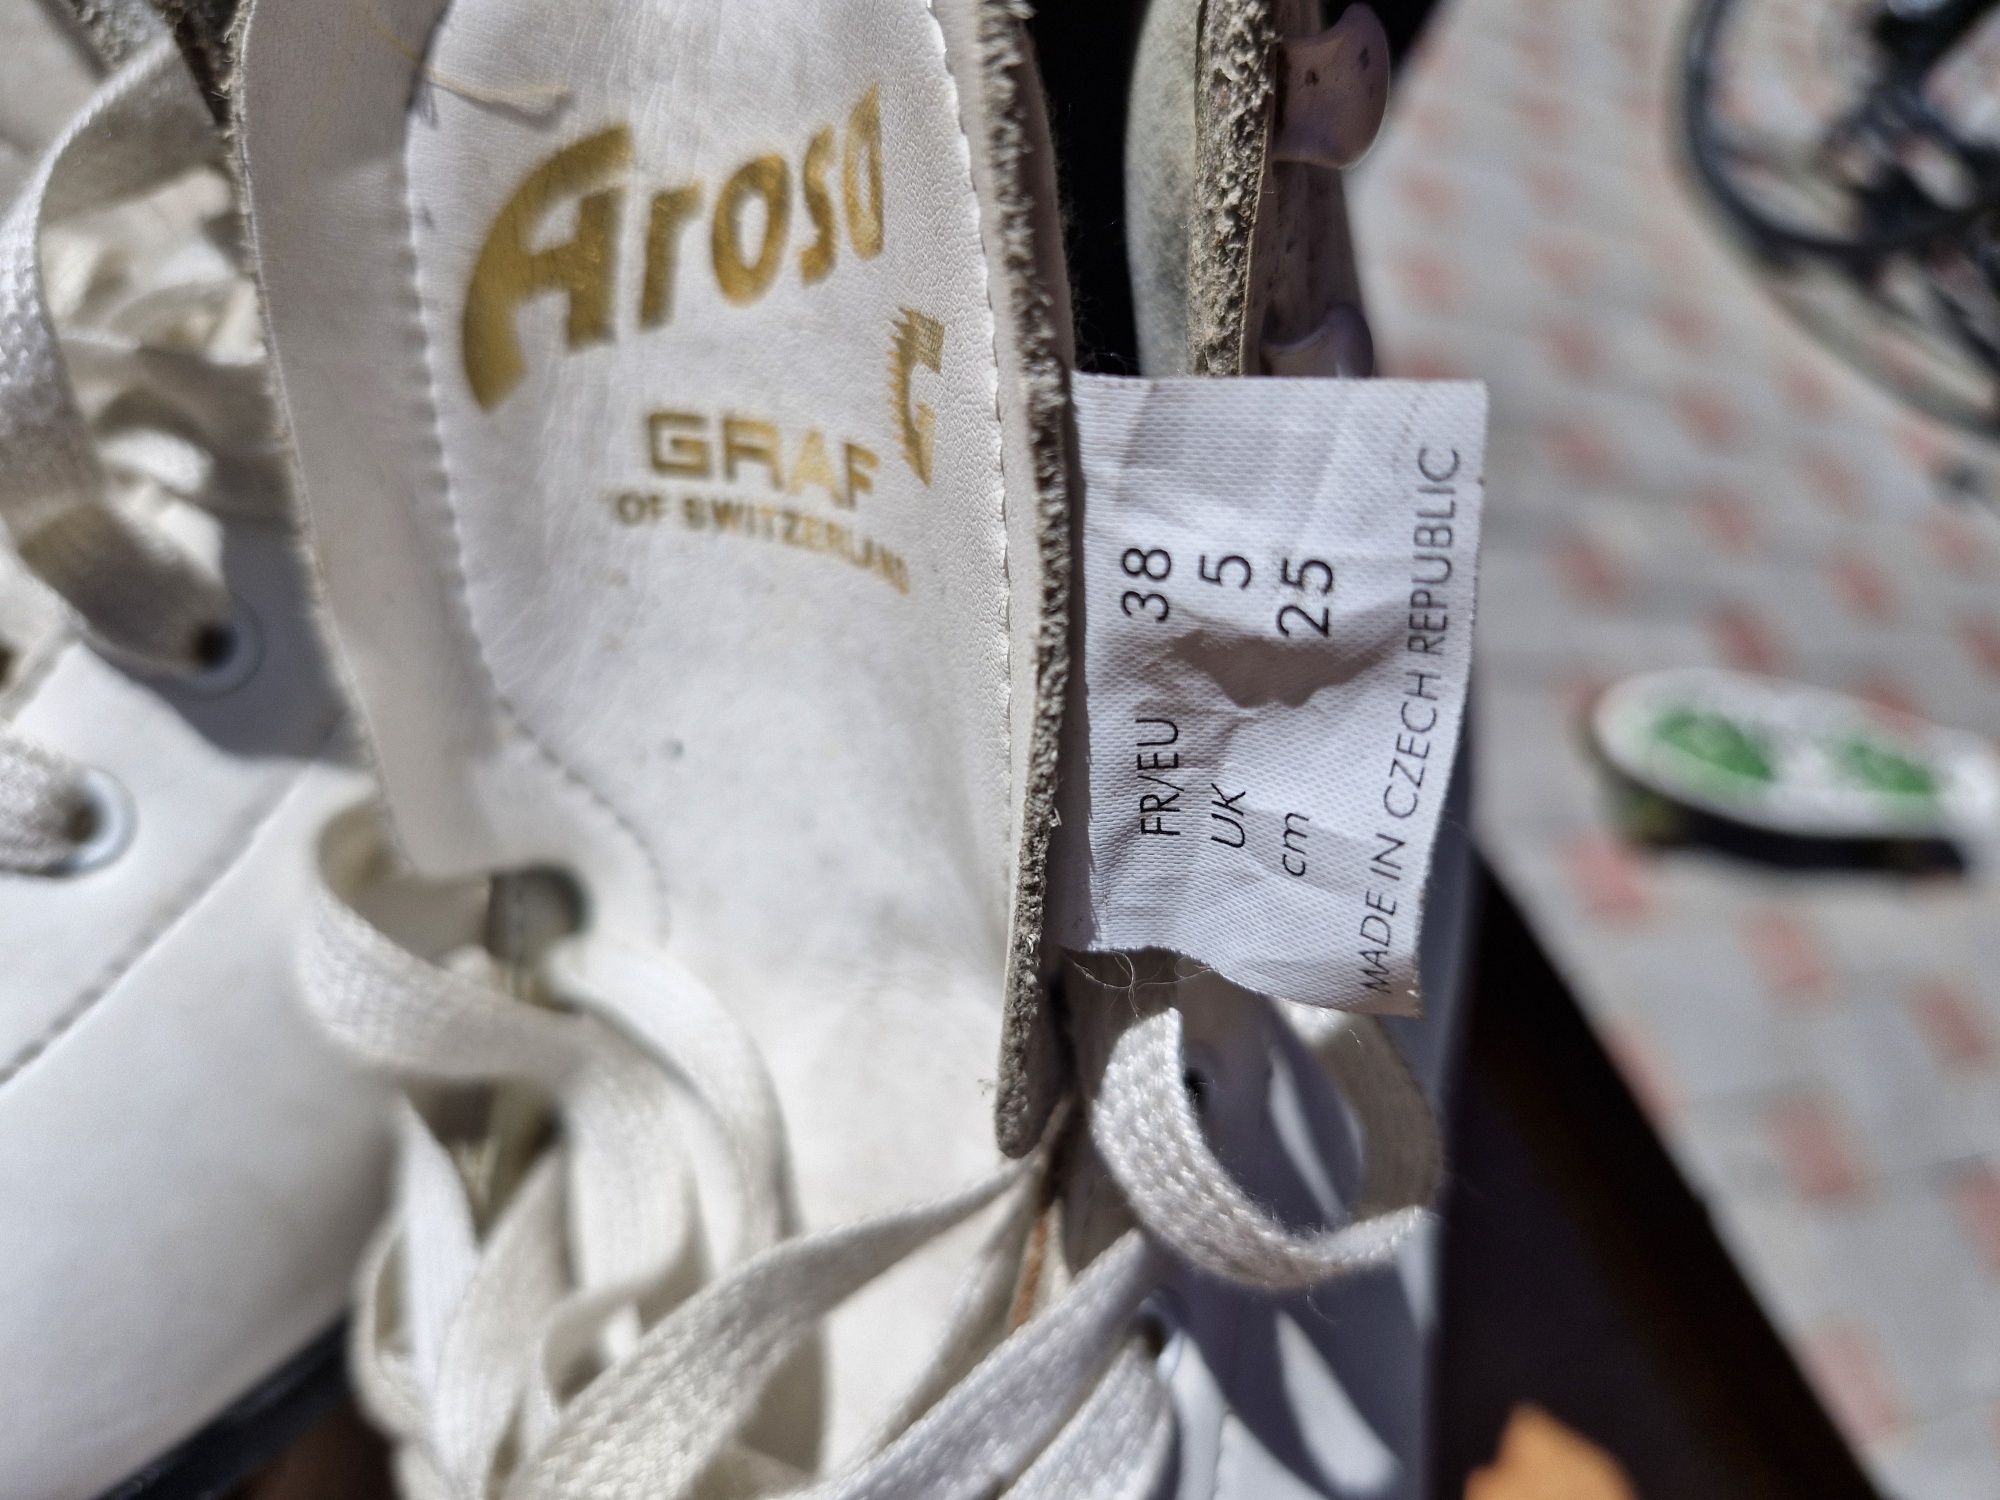 Arosa
G
GRAF
OF SWITZERLAND
FR/EU 38
UK 5
cm 25
MADE IN CZECH REPUBLIC